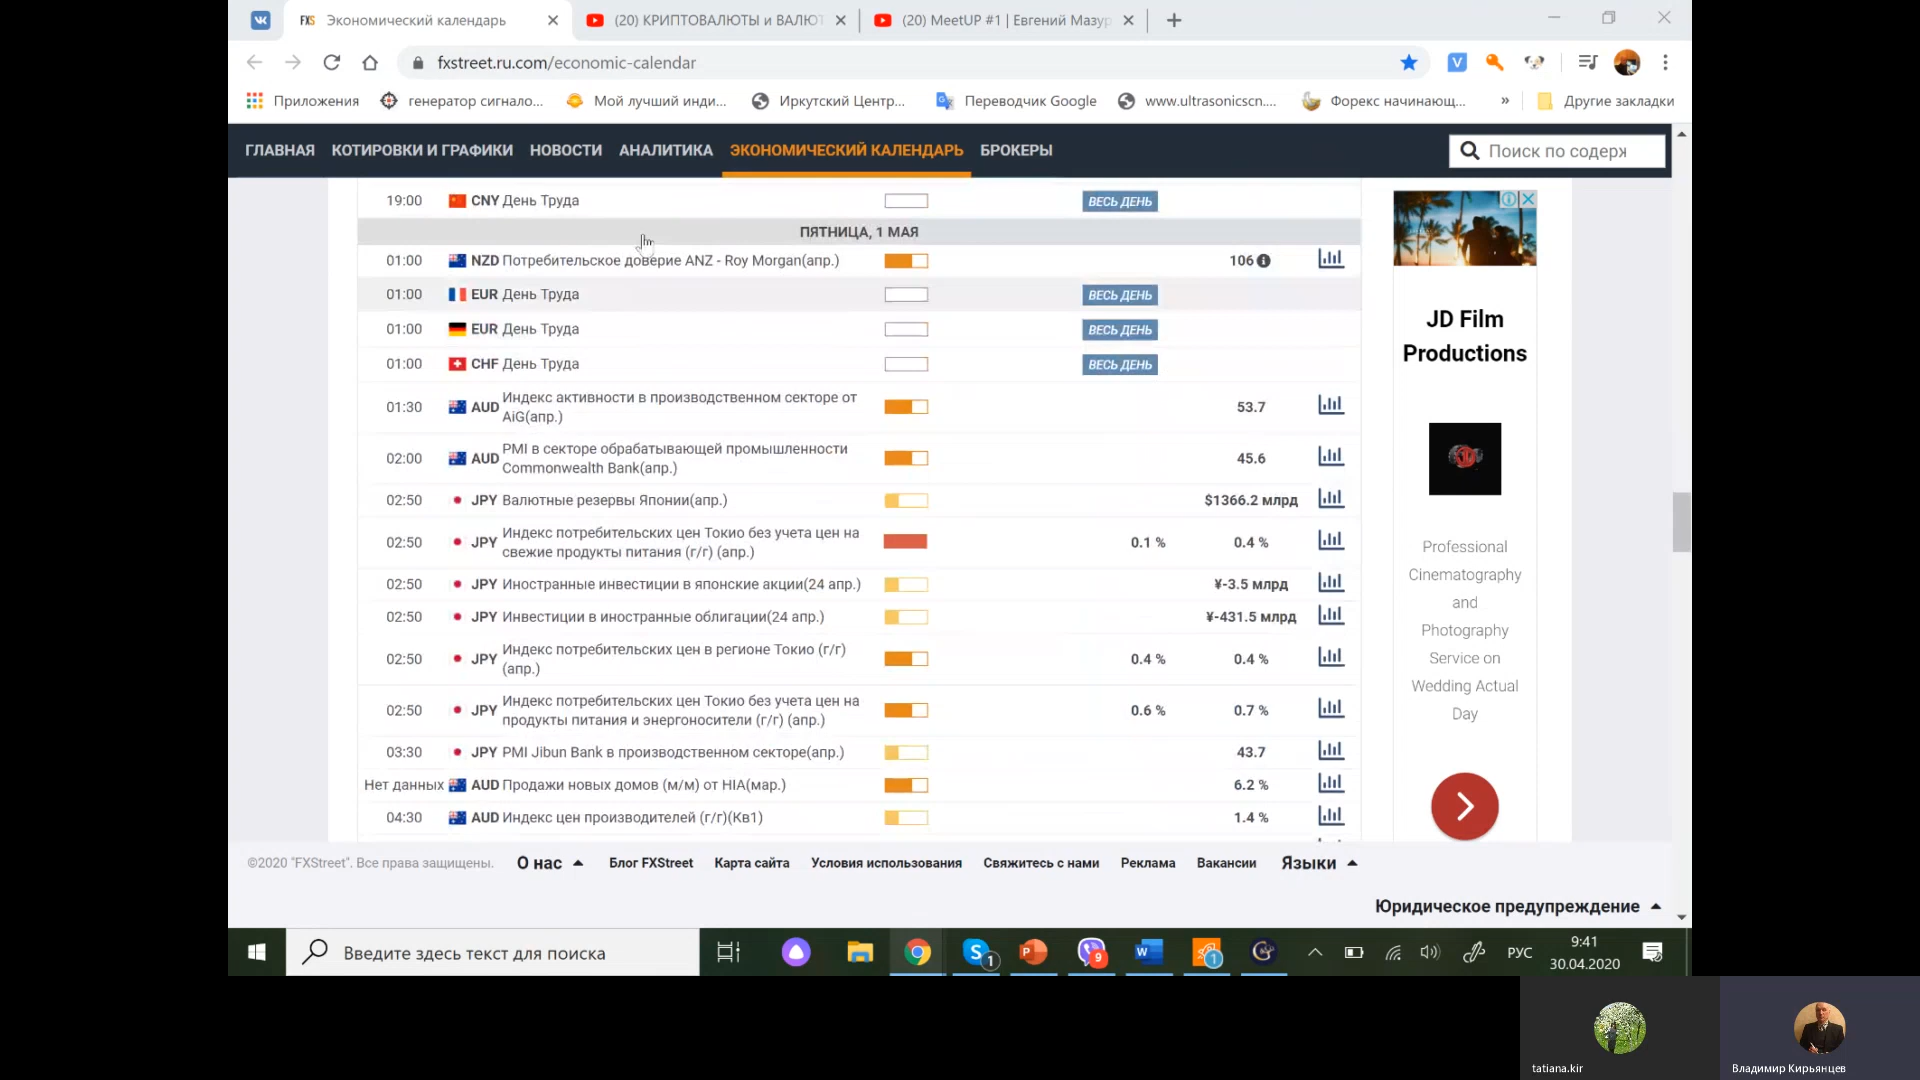 FXS Экономический календарь
(20) КРИПТОВАЛЮТЫ и ВАЛЮТ
(20) MeetUP #1 | Евгений Мазур
fxstreet.ru.com/economic-calendar
Приложения
генератор сигнало...
Мой лучший инди...
Иркутский Центр...
Переводчик Google
www.ultrasonicscn....
Форекс начинающ...
»
Другие закладки
ГЛАВНАЯ КОТИРОВКИ И ГРАФИКИ НОВОСТИ АНАЛИТИКА ЭКОНОМИЧЕСКИЙ КАЛЕНДАРЬ БРОКЕРЫ
Поиск по содерж
19:00 CNY День Труда ВЕСЬ ДЕНЬ
ПЯТНИЦА, 1 МАЯ
01:00 NZD Потребительское доверие ANZ - Roy Morgan(апр.) 106
01:00 EUR День Труда ВЕСЬ ДЕНЬ
01:00 EUR День Труда ВЕСЬ ДЕНЬ
01:00 CHF День Труда ВЕСЬ ДЕНЬ
01:30 AUD Индекс активности в производственном секторе от
AiG(апр.) 53.7
02:00 AUD PMI в секторе обрабатывающей промышленности
Commonwealth Bank(апр.) 45.6
02:50 JPY Валютные резервы Японии(апр.) $1366.2 млрд
02:50 JPY Индекс потребительских цен Токио без учета цен на
свежие продукты питания (г/г) (апр.) 0.1 % 0.4 %
02:50 JPY Иностранные инвестиции в японские акции(24 апр.) ¥-3.5 млрд
02:50 JPY Инвестиции в иностранные облигации(24 апр.) ¥-431.5 млрд
02:50 JPY Индекс потребительских цен в регионе Токио (г/г)
(апр.) 0.4 % 0.4 %
02:50 JPY Индекс потребительских цен Токио без учета цен на
продукты питания и энергоносители (г/г) (апр.) 0.6 % 0.7 %
03:30 JPY PMI Jibun Bank в производственном секторе(апр.) 43.7
Нет данных AUD Продажи новых домов (м/м) от HIA(мар.) 6.2 %
04:30 AUD Индекс цен производителей (г/г)(Кв1) 1.4 %
JD Film
Productions
Professional
Cinematography
and
Photography
Service on
Wedding Actual
Day
©2020 "FXStreet". Все права защищены. О нас Блог FXStreet Карта сайта Условия использования Свяжитесь с нами Реклама Вакансии Языки
Юридическое предупреждение
Введите здесь текст для поиска
1
9
1
РУС
9:41
30.04.2020
tatiana.kir
Владимир Кирьянцев